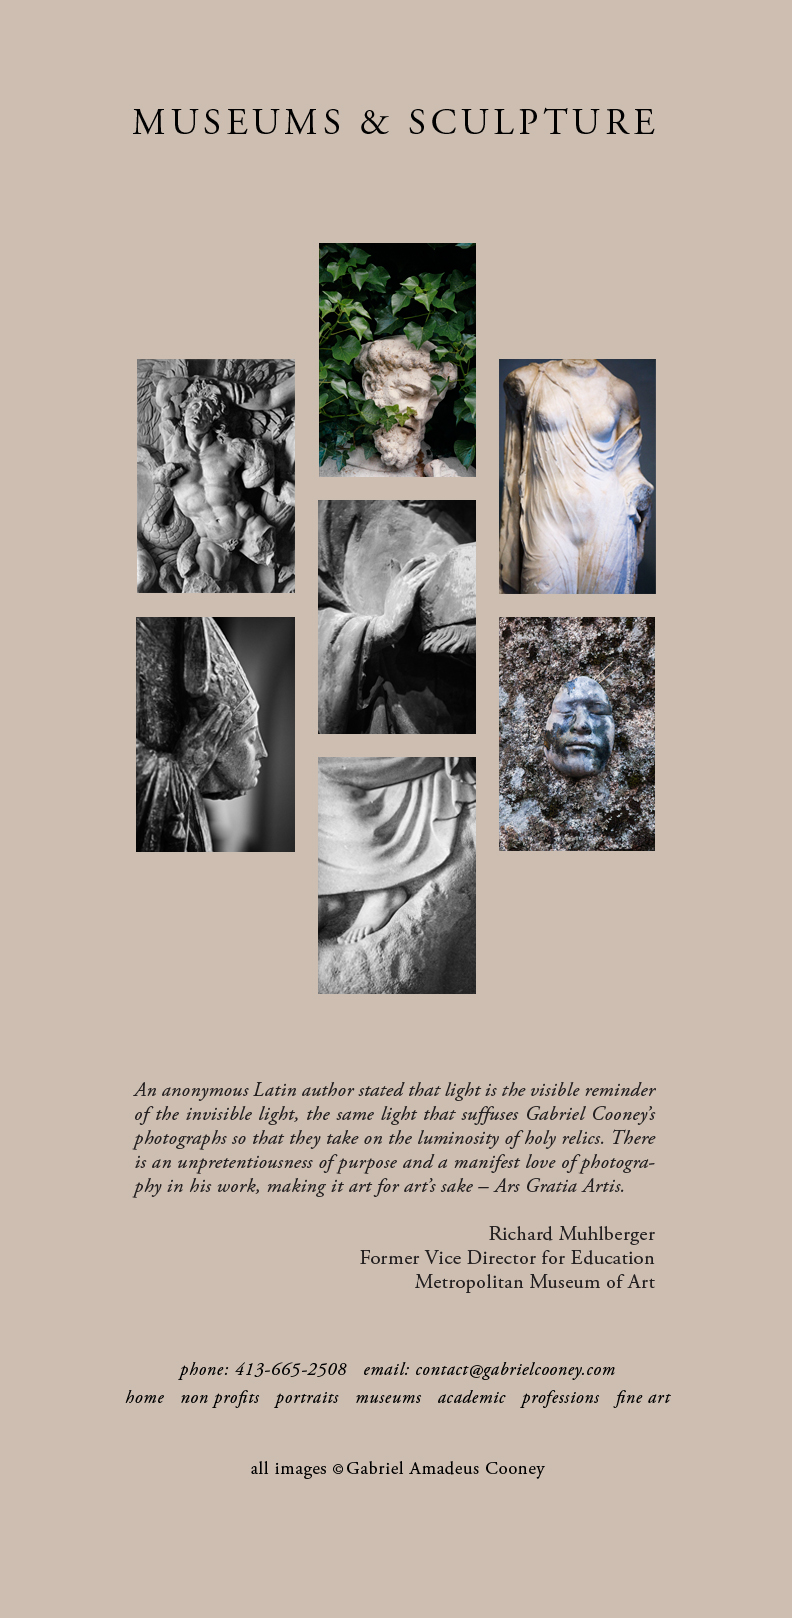 MUSEUMS & SCULPTURE
An anonymous Latin author stated that light is the visible reminder
of the invisible light, the same light that suffuses Gabriel Cooney's
photographs so that they take on the luminosity of holy relics. There
is an unpretentiousness of purpose and a manifest love of photogra-
phy in his work, making it art for art's sake – Ars Gratia Artis.
Richard Muhlberger
Former Vice Director for Education
Metropolitan Museum of Art
phone: 413-665-2508 email: contact@gabrielcooney.com
home non profits portraits museums academic professions fine art
all images ©Gabriel Amadeus Cooney